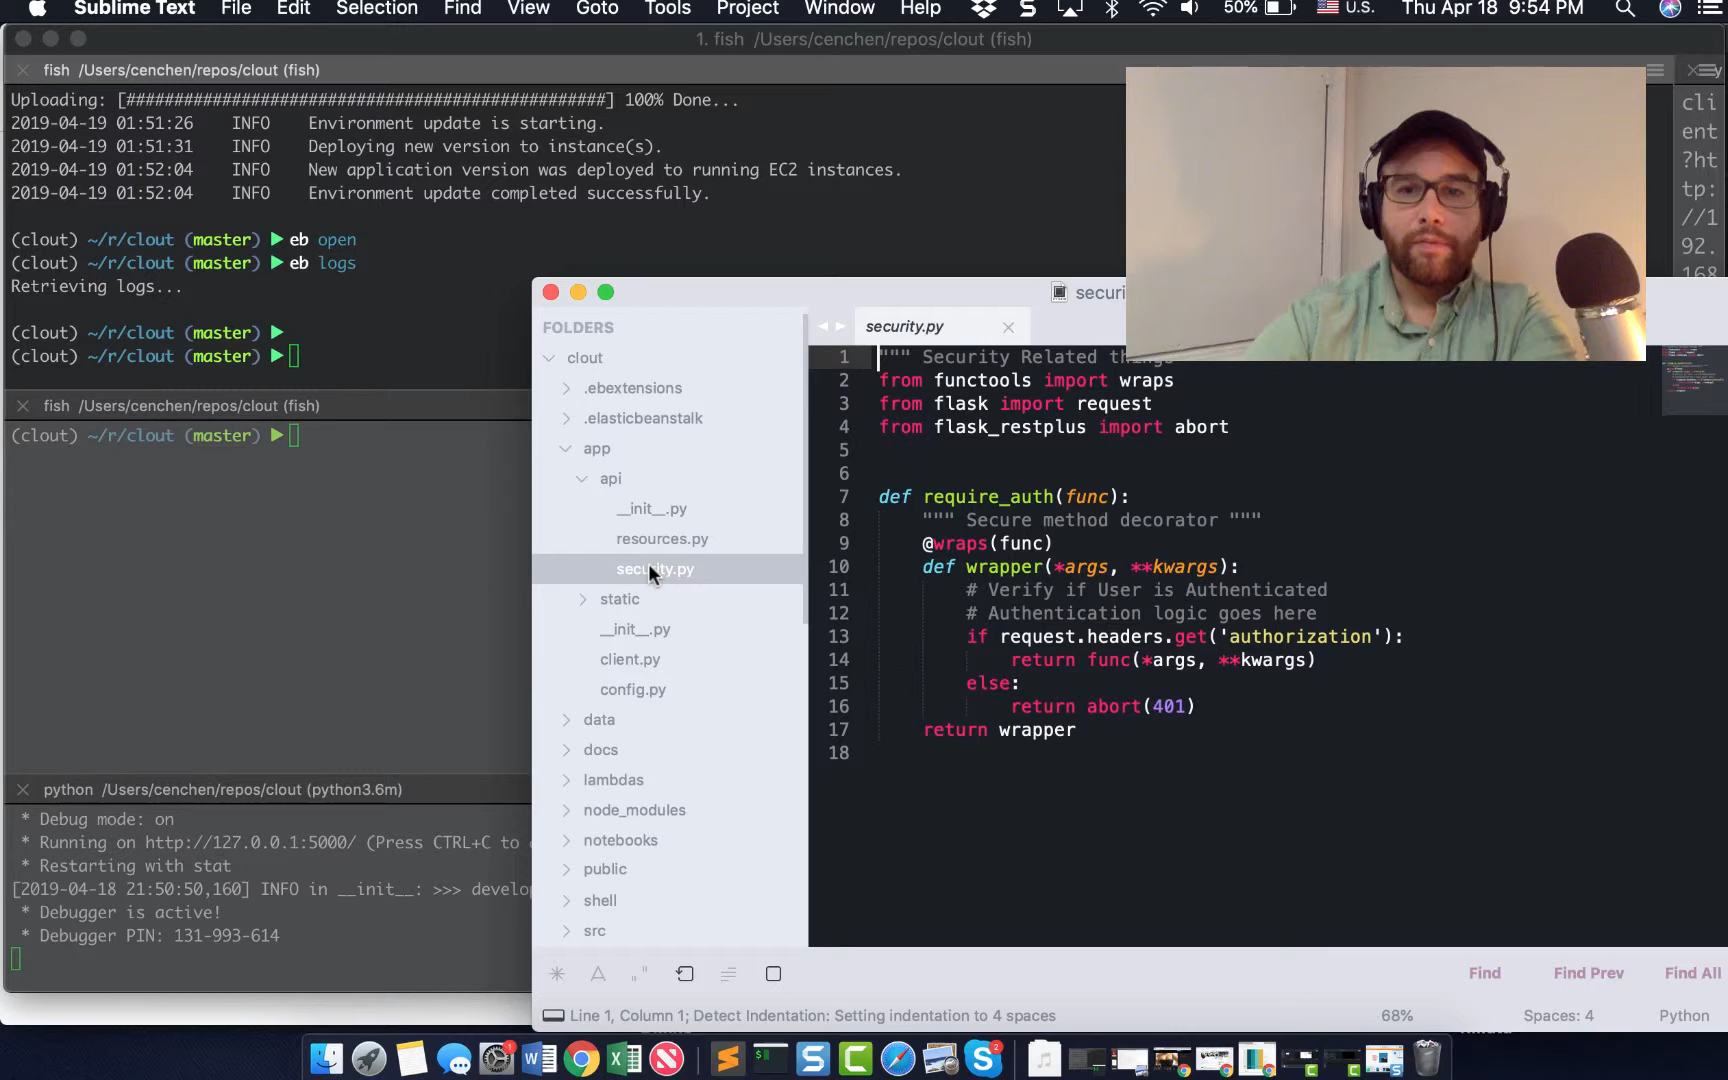 Sublime Text File Edit Selection Find View Goto Tools Project Window Help 50% U.S. Thu Apr 18 9:54 PM
1. fish /Users/cenchen/repos/clout (fish)
fish /Users/cenchen/repos/clout (fish)
Uploading: [##################################################] 100% Done...
2019-04-19 01:51:26 INFO Environment update is starting.
2019-04-19 01:51:31 INFO Deploying new version to instance(s).
2019-04-19 01:52:04 INFO New application version was deployed to running EC2 instances.
2019-04-19 01:52:04 INFO Environment update completed successfully.
(clout) ~/r/clout (master) ▶ eb open
(clout) ~/r/clout (master) ▶ eb logs
Retrieving logs...
(clout) ~/r/clout (master) ▶
(clout) ~/r/clout (master) ▶
fish /Users/cenchen/repos/clout (fish)
(clout) ~/r/clout (master) ▶
python /Users/cenchen/repos/clout (python3.6m)
* Debug mode: on
* Running on http://127.0.0.1:5000/ (Press CTRL+C to
* Restarting with stat
[2019-04-18 21:50:50,160] INFO in __init__: >>> develo
* Debugger is active!
* Debugger PIN: 131-993-614
cli
ent
?ht
tp:
//1
92.
168
securi
FOLDERS
clout
.ebextensions
.elasticbeanstalk
app
api
__init__.py
resources.py
security.py
static
__init__.py
client.py
config.py
data
docs
lambdas
node_modules
notebooks
public
shell
src
security.py
1 """ Security Related things
2 from functools import wraps
3 from flask import request
4 from flask_restplus import abort
5
6
7 def require_auth(func):
8 """ Secure method decorator """
9 @wraps(func)
10 def wrapper(*args, **kwargs):
11 # Verify if User is Authenticated
12 # Authentication logic goes here
13 if request.headers.get('authorization'):
14 return func(*args, **kwargs)
15 else:
16 return abort(401)
17 return wrapper
18
Find Find Prev Find All
Line 1, Column 1; Detect Indentation: Setting indentation to 4 spaces 68% Spaces: 4 Python